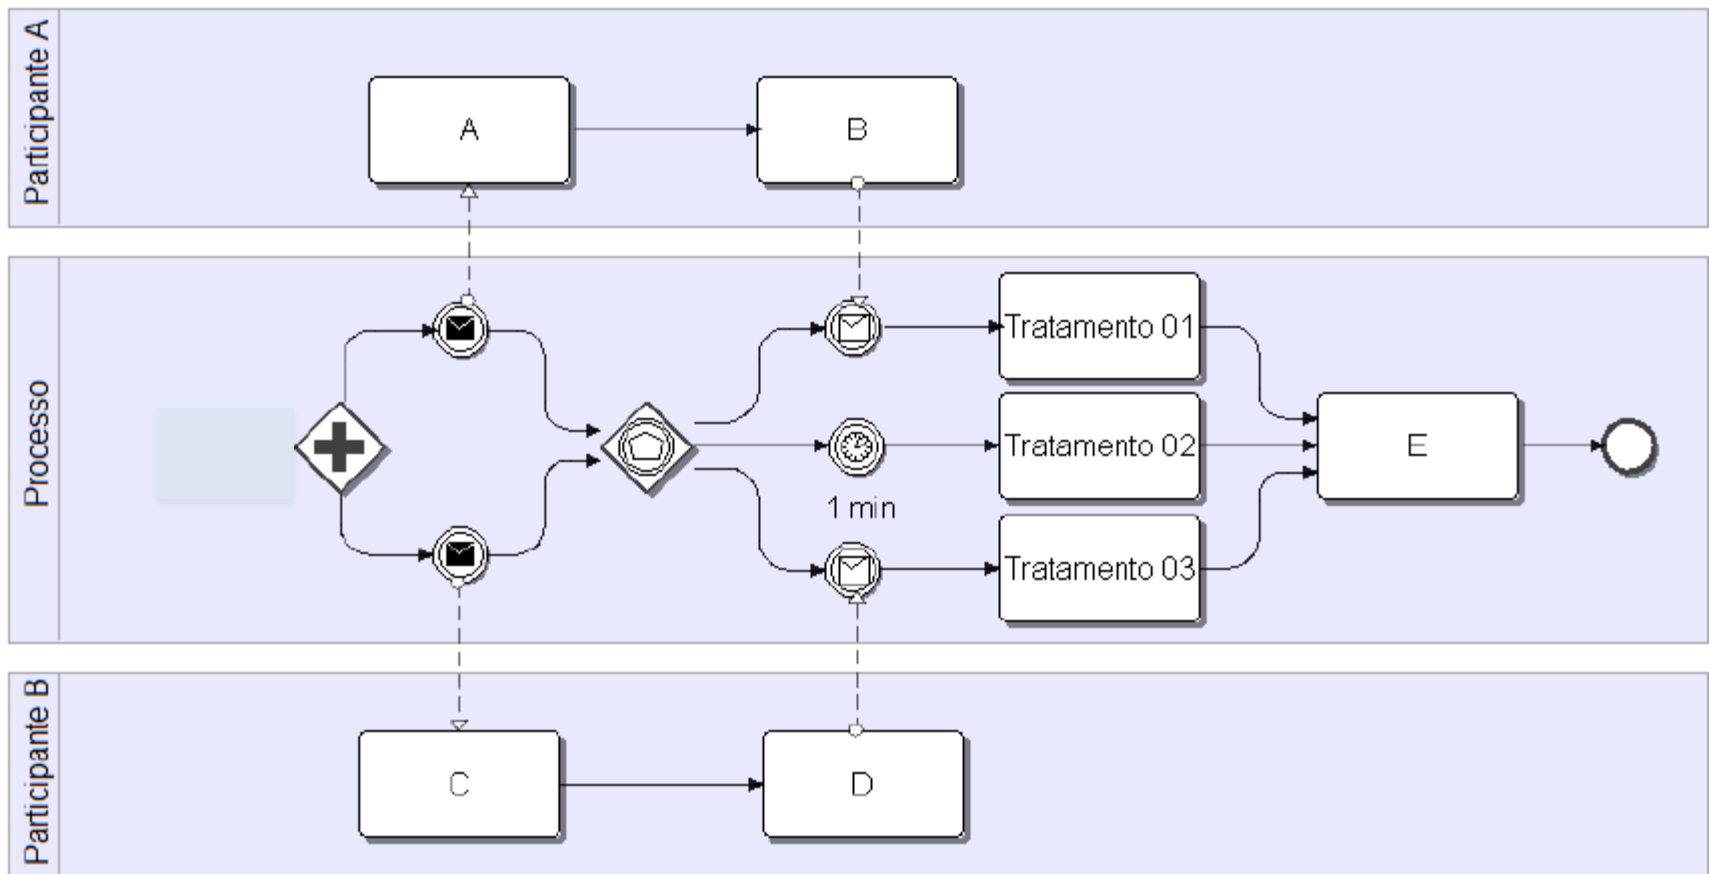 Participante A
A
B
Processo
Tratamento 01
Tratamento 02
1 min
Tratamento 03
E
Participante B
C
D